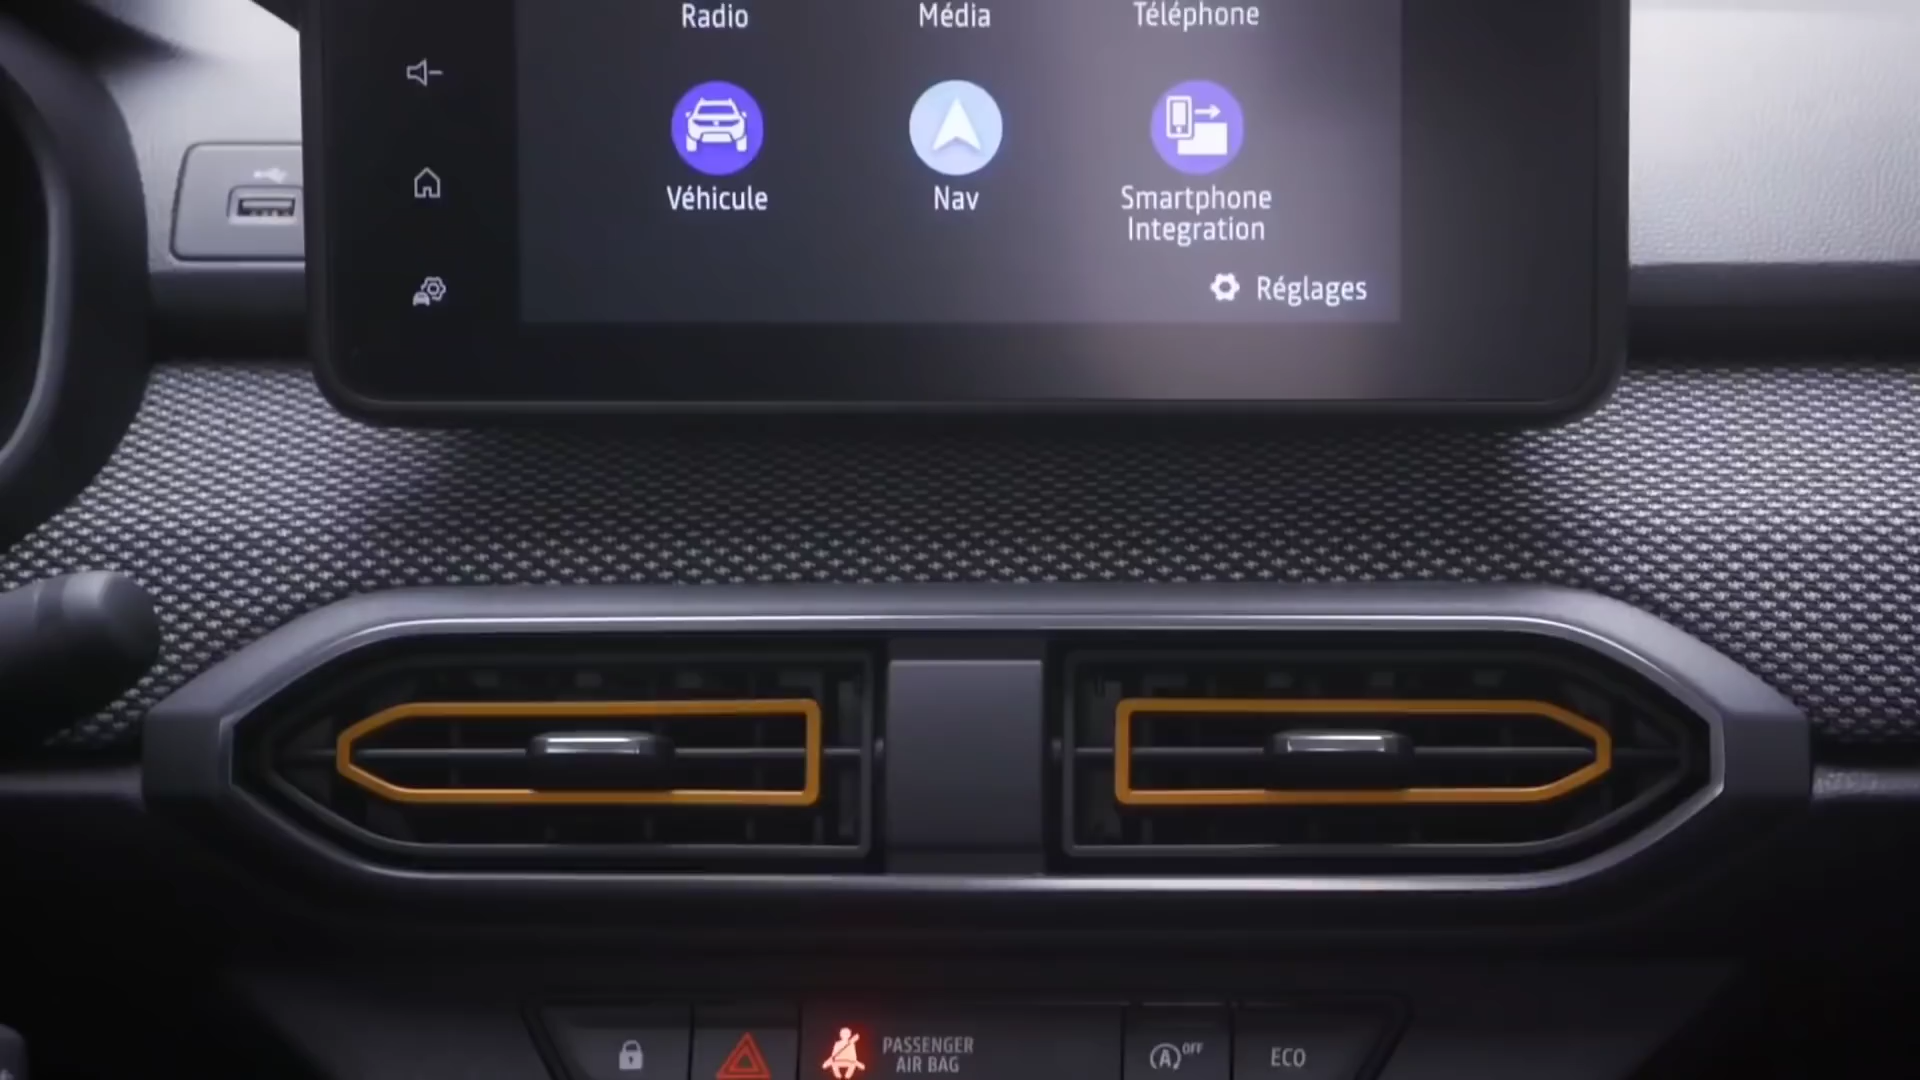 Radio
Média
Téléphone
Véhicule
Nav
Smartphone
Integration
Réglages
PASSENGER
AIR BAG
A OFF
ECO